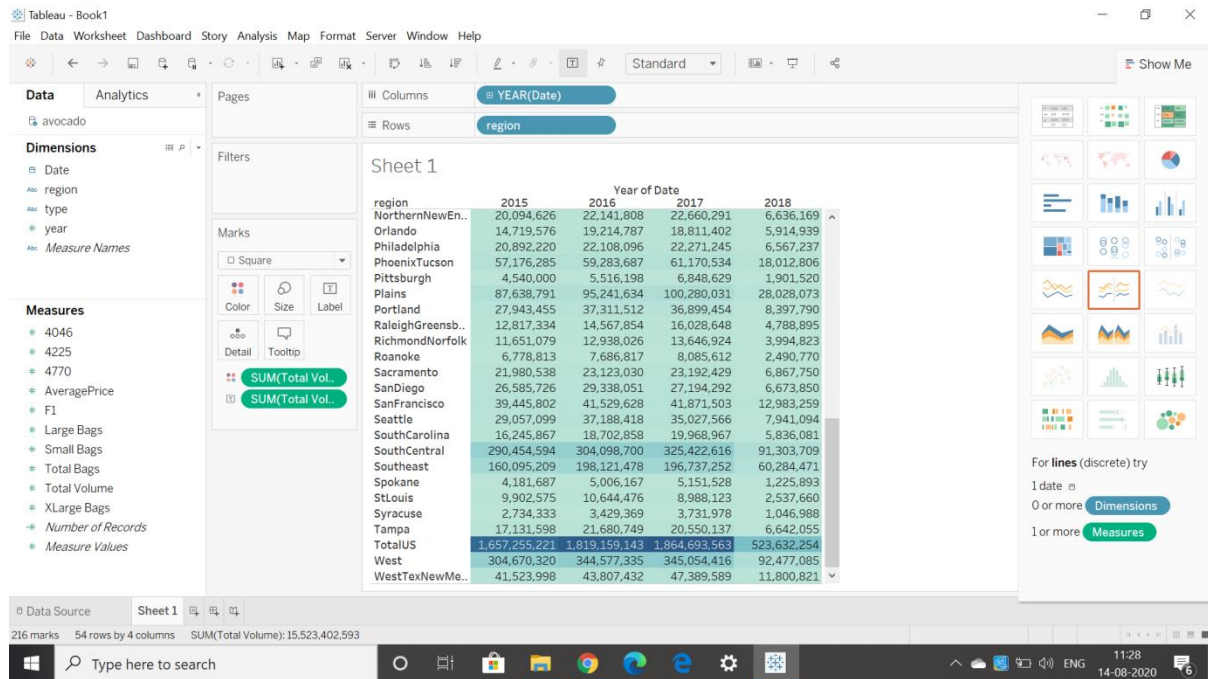 Tableau - Book1
File Data Worksheet Dashboard Story Analysis Map Format Server Window Help
Standard
Show Me
Data Analytics
avocado
Dimensions
Date
Abc region
Abc type
# year
Abc Measure Names
Measures
# 4046
# 4225
# 4770
# AveragePrice
# F1
# Large Bags
# Small Bags
# Total Bags
# Total Volume
# XLarge Bags
Number of Records
# Measure Values
Pages
Filters
Marks
Square
Color Size Label
Detail Tooltip
SUM(Total Vol..
SUM(Total Vol..
Columns YEAR(Date)
Rows region
Sheet 1
Year of Date
region 2015 2016 2017 2018
NorthernNewEn.. 20,094,626 22,141,808 22,660,291 6,636,169
Orlando 14,719,576 19,214,787 18,811,402 5,914,939
Philadelphia 20,892,220 22,108,096 22,271,245 6,567,237
PhoenixTucson 57,176,285 59,283,687 61,170,534 18,012,806
Pittsburgh 4,540,000 5,516,198 6,848,629 1,901,520
Plains 87,638,791 95,241,634 100,280,031 28,028,073
Portland 27,943,455 37,311,512 36,899,454 8,397,790
RaleighGreensb.. 12,817,334 14,567,854 16,028,648 4,788,895
RichmondNorfolk 11,651,079 12,938,026 13,646,924 3,994,823
Roanoke 6,778,813 7,686,817 8,085,612 2,490,770
Sacramento 21,980,538 23,123,030 23,192,429 6,867,750
SanDiego 26,585,726 29,338,051 27,194,292 6,673,850
SanFrancisco 39,445,802 41,529,628 41,871,503 12,983,259
Seattle 29,057,099 37,188,418 35,027,566 7,941,094
SouthCarolina 16,245,867 18,702,858 19,968,967 5,836,081
SouthCentral 290,454,594 304,098,700 325,422,616 91,303,709
Southeast 160,095,209 198,121,478 196,737,252 60,284,471
Spokane 4,181,687 5,006,167 5,151,528 1,225,893
StLouis 9,902,575 10,644,476 8,988,123 2,537,660
Syracuse 2,734,333 3,429,369 3,731,978 1,046,988
Tampa 17,131,598 21,680,749 20,550,137 6,642,055
TotalUS 1,657,255,221 1,819,159,143 1,864,693,563 523,632,254
West 304,670,320 344,577,335 345,054,416 92,477,085
WestTexNewMe.. 41,523,998 43,807,432 47,389,589 11,800,821
For lines (discrete) try
1 date
0 or more Dimensions
1 or more Measures
Data Source Sheet 1
216 marks 54 rows by 4 columns SUM(Total Volume): 15,523,402,593
Type here to search
ENG
11:28
14-08-2020
6